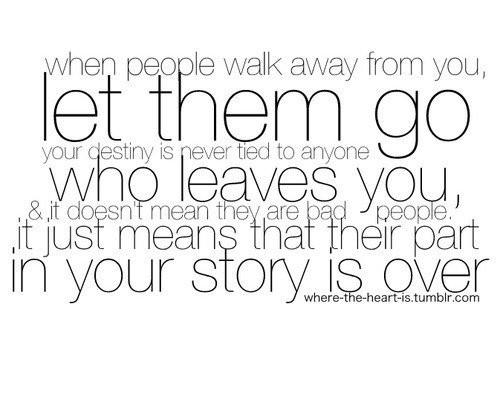 when people walk away from you,
let them go
your destiny is never tied to anyone
who leaves you,
& it doesn't mean they are bad people.
it just means that their part
in your story is over
where-the-heart-is.tumblr.com